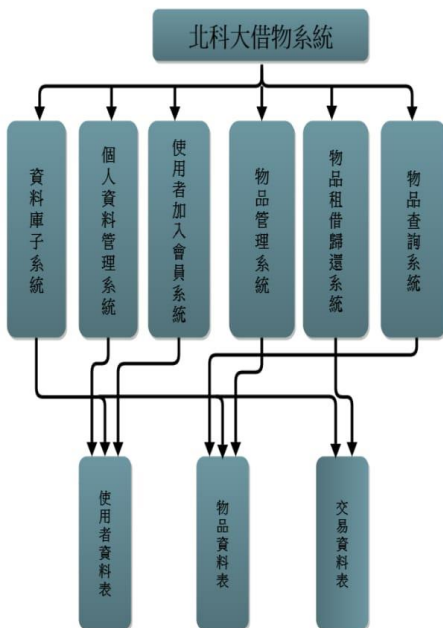 北科大借物系統
資料庫子系統
個人資料管理系統
使用者加入會員系統
物品管理系統
物品租借歸還系統
物品查詢系統
使用者資料表
物品資料表
交易資料表